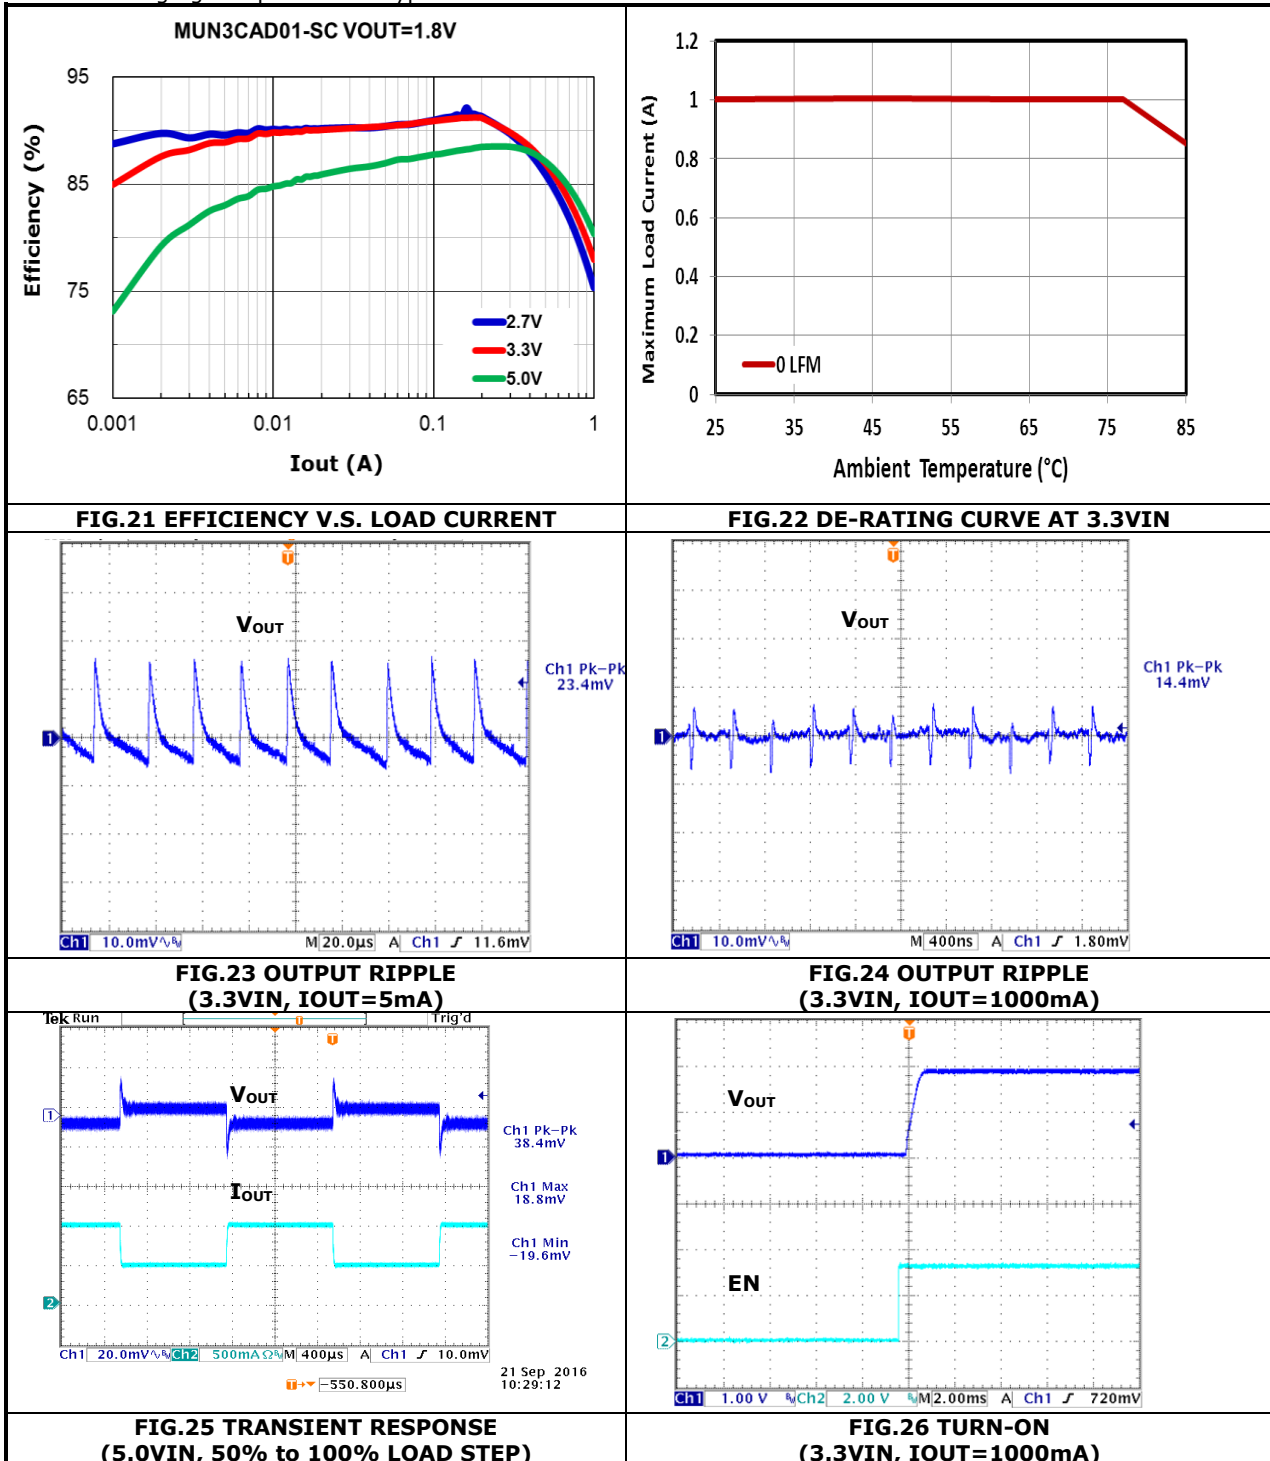 MUN3CAD01-SC VOUT=1.8V
Efficiency (%)
95
85
75
65
2.7V
3.3V
5.0V
0.001 0.01 0.1 1
Iout (A)
Maximum Load Current (A)
1.2
1
0.8
0.6
0.4
0.2
0
0 LFM
25 35 45 55 65 75 85
Ambient Temperature (°C)
FIG.21 EFFICIENCY V.S. LOAD CURRENT
FIG.22 DE-RATING CURVE AT 3.3VIN
T
VOUT
1
Ch1 Pk-Pk
23.4mV
Ch1 10.0mV M 20.0µs A Ch1 11.6mV
T
VOUT
1
Ch1 Pk-Pk
14.4mV
Ch1 10.0mV M 400ns A Ch1 1.80mV
FIG.23 OUTPUT RIPPLE
(3.3VIN, IOUT=5mA)
FIG.24 OUTPUT RIPPLE
(3.3VIN, IOUT=1000mA)
Tek Run Trig'd
T
T
VOUT
1
Ch1 Pk-Pk
38.4mV
IOUT
Ch1 Max
18.8mV
Ch1 Min
-19.6mV
2
Ch1 20.0mV Ch2 500mAΩ M 400µs A Ch1 10.0mV
T -550.800µs
21 Sep 2016
10:29:12
T
VOUT
1
EN
2
Ch1 1.00 V Ch2 2.00 V M 2.00ms A Ch1 720mV
FIG.25 TRANSIENT RESPONSE
(5.0VIN, 50% to 100% LOAD STEP)
FIG.26 TURN-ON
(3.3VIN, IOUT=1000mA)